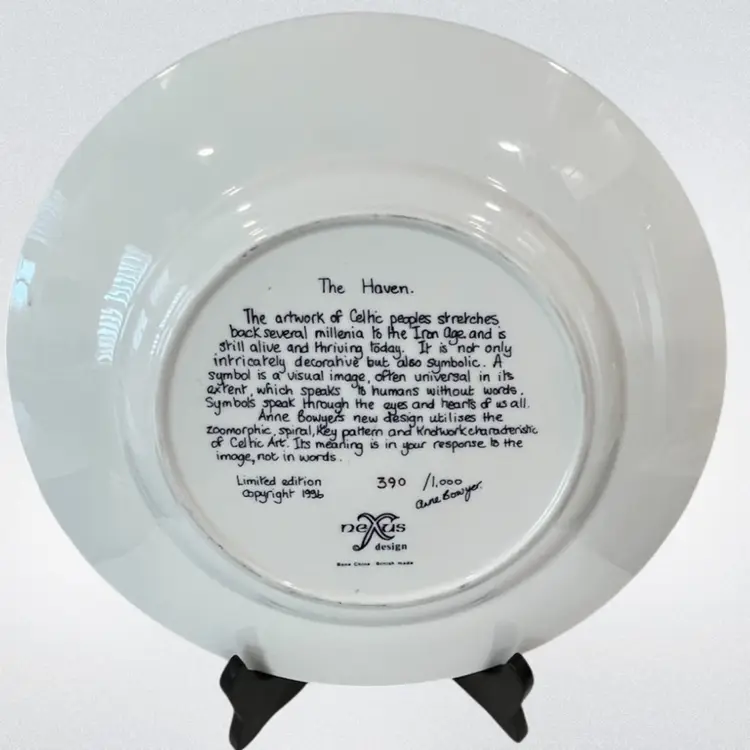 The Haven.
The artwork of Celtic peoples stretches
back several millenia to the Iron Age and is
still alive and thriving today. It is not only
intricately decorative but also symbolic. A
symbol is a visual image, often universal in its
extent, which speaks to humans without words.
Symbols speak through the eyes and hearts of us all.
Anne Bowyers new design utilises the
zoomorphic, spiral, Key pattern and Knotwork characteristic
of Celtic Art. Its meaning is in your response to the
image, not in words.
Limited edition 390 /1,000
Copyright 1996 Anne Bowyer.
neXus
design
Bone China British made